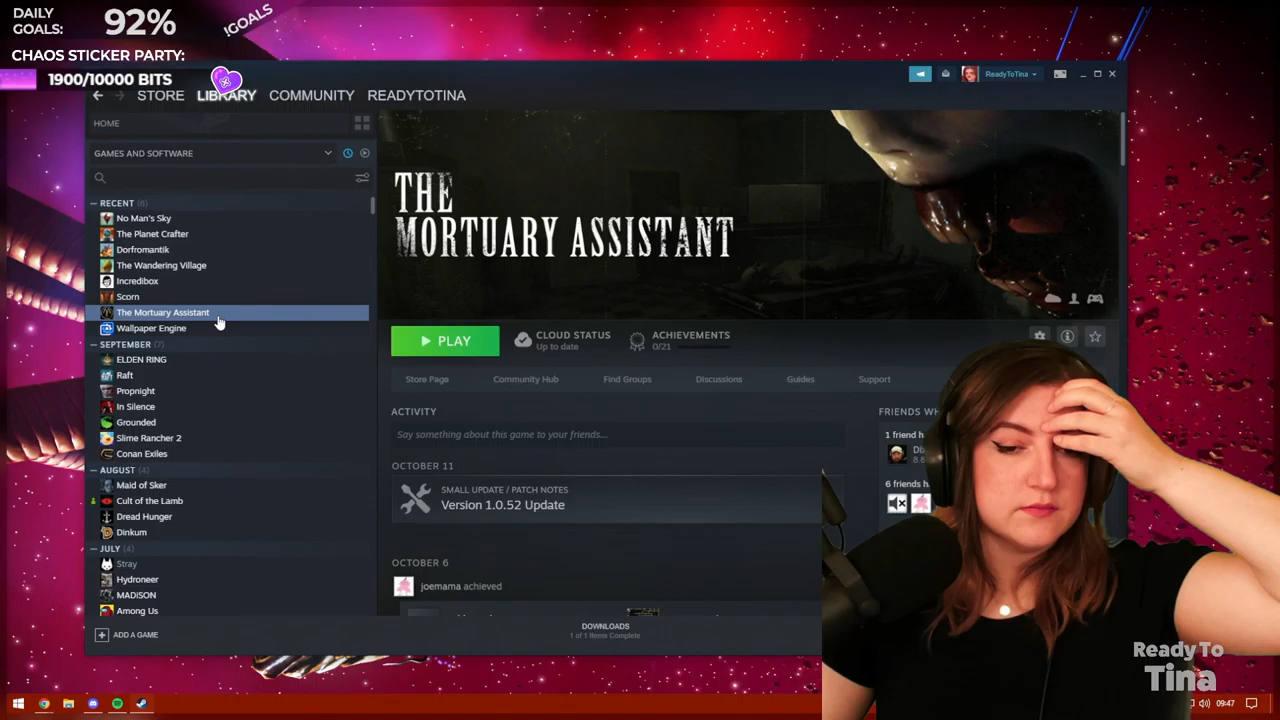 DAILY
GOALS:
92%
!GOALS
CHAOS STICKER PARTY:
1900/10000 BITS
ReadyToTina
STORE
LIBRARY
COMMUNITY
READYTOTINA
HOME
GAMES AND SOFTWARE
RECENT (8)
No Man's Sky
The Planet Crafter
Dorfromantik
The Wandering Village
Incredibox
Scorn
The Mortuary Assistant
Wallpaper Engine
SEPTEMBER (7)
ELDEN RING
Raft
Propnight
In Silence
Grounded
Slime Rancher 2
Conan Exiles
AUGUST (4)
Maid of Sker
Cult of the Lamb
Dread Hunger
Dinkum
JULY (4)
Stray
Hydroneer
MADiSON
Among Us
ADD A GAME
THE
MORTUARY ASSISTANT
PLAY
CLOUD STATUS
Up to date
ACHIEVEMENTS
0/21
Store Page
Community Hub
Find Groups
Discussions
Guides
Support
ACTIVITY
Say something about this game to your friends...
OCTOBER 11
SMALL UPDATE / PATCH NOTES
Version 1.0.52 Update
OCTOBER 6
joemama achieved
FRIENDS WH
1 friend h
6 friends h
DOWNLOADS
1 of 1 Items Complete
Ready To
Tina
09:47